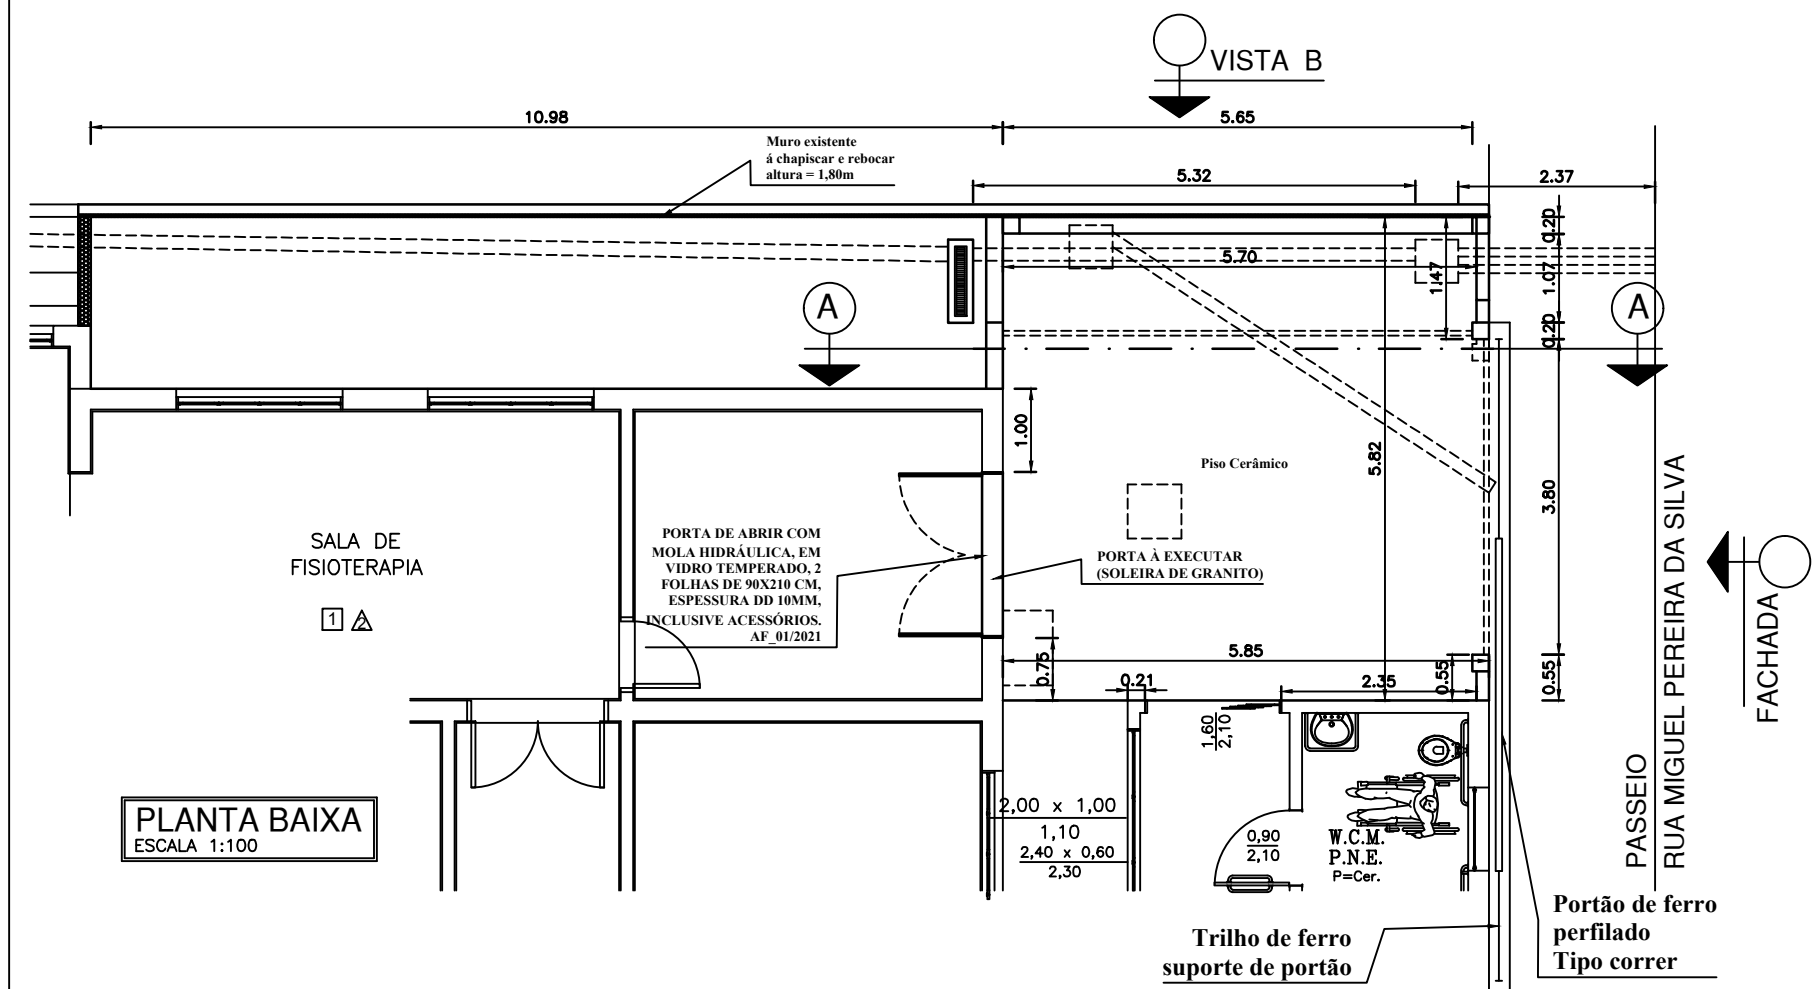 VISTA B
10.98
5.65
Muro existente
á chapiscar e rebocar
altura = 1,80m
5.32
2.37
0.20
5.70
1.47
1.07
A
A
0.20
1.00
5.82
3.80
Piso Cerâmico
SALA DE
FISIOTERAPIA
1
2
PORTA DE ABRIR COM
MOLA HIDRÁULICA, EM
VIDRO TEMPERADO, 2
FOLHAS DE 90X210 CM,
ESPESSURA DD 10MM,
INCLUSIVE ACESSÓRIOS.
AF_01/2021
PORTA À EXECUTAR
(SOLEIRA DE GRANITO)
5.85
0.75
0.21
2.35
0.55
0.55
1,60
2,10
PLANTA BAIXA
ESCALA 1:100
2,00 x 1,00
1,10
2,40 x 0,60
2,30
0,90
2,10
W.C.M.
P.N.E.
P=Cer.
PASSEIO
RUA MIGUEL PEREIRA DA SILVA
FACHADA
Trilho de ferro
suporte de portão
Portão de ferro
perfilado
Tipo correr